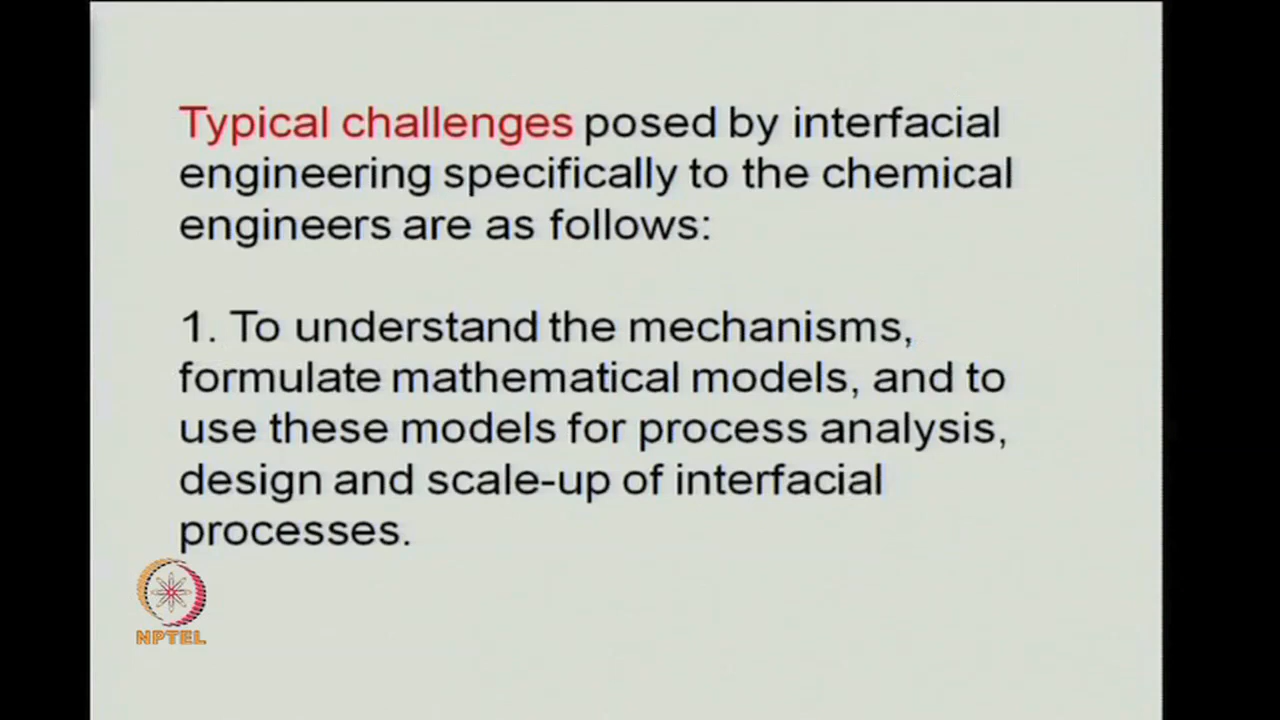 Typical challenges posed by interfacial
engineering specifically to the chemical
engineers are as follows:
1. To understand the mechanisms,
formulate mathematical models, and to
use these models for process analysis,
design and scale-up of interfacial
processes.
NPTEL